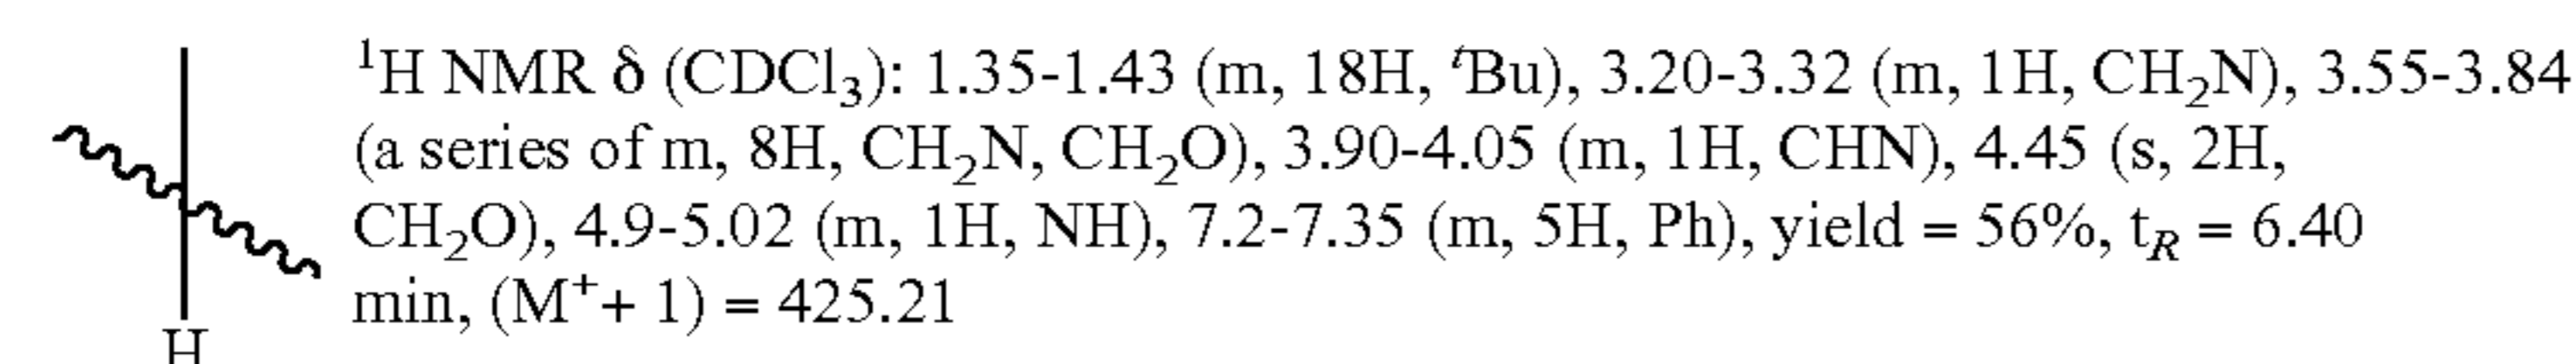 ¹H NMR δ (CDCl₃): 1.35-1.43 (m, 18H, ᵗBu), 3.20-3.32 (m, 1H, CH₂N), 3.55-3.84
(a series of m, 8H, CH₂N, CH₂O), 3.90-4.05 (m, 1H, CHN), 4.45 (s, 2H,
CH₂O), 4.9-5.02 (m, 1H, NH), 7.2-7.35 (m, 5H, Ph), yield = 56%, t_R = 6.40
min, (M⁺+ 1) = 425.21
H